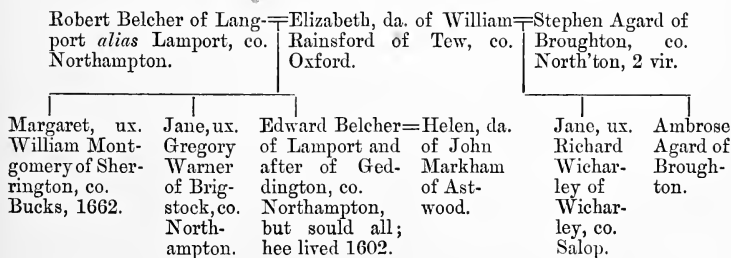 Robert Belcher of Lang-
port alias Lamport, co.
Northampton.
Elizabeth, da. of William
Rainsford of Tew, co.
Oxford.
Stephen Agard of
Broughton, co.
North'ton, 2 vir.
Margaret, ux.
William Mont-
gomery of Sher-
rington, co.
Bucks, 1662.
Jane, ux.
Gregory
Warner
of Brig-
stock, co.
North-
ampton.
Edward Belcher
of Lamport and
after of Ged-
dington, co.
Northampton,
but sould all;
hee lived 1602.
Helen, da.
of John
Markham
of Ast-
wood.
Jane, ux.
Richard
Wichar-
ley of
Wichar-
ley, co.
Salop.
Ambrose
Agard of
Brough-
ton.